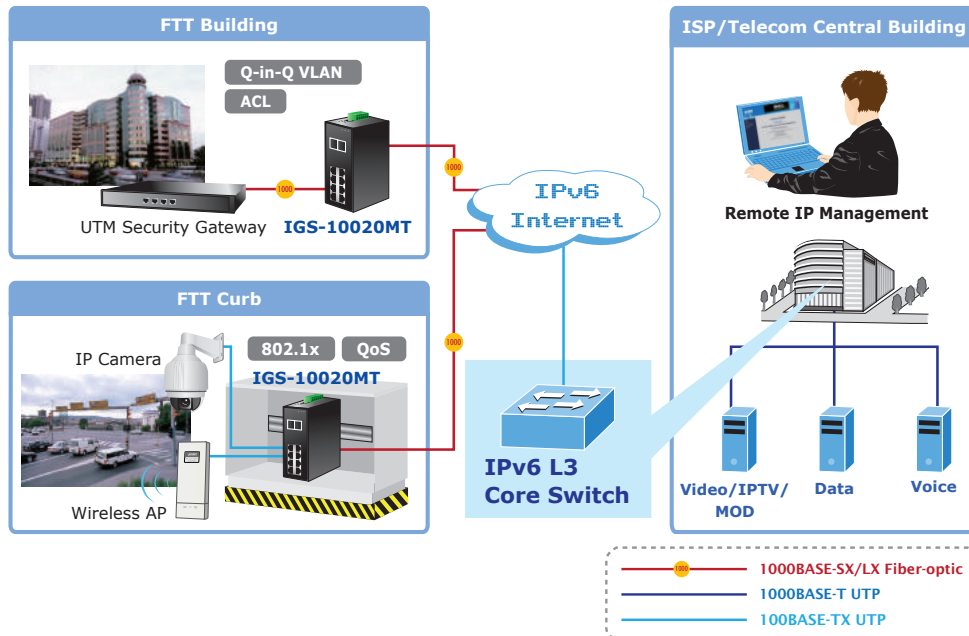 FTT Building
Q-in-Q VLAN
ACL
1000
UTM Security Gateway
IGS-10020MT
1000
IPv6
Internet
FTT Curb
IP Camera
802.1x
QoS
IGS-10020MT
1000
Wireless AP
IPv6 L3
Core Switch
ISP/Telecom Central Building
Remote IP Management
Video/IPTV/
MOD
Data
Voice
1000
1000BASE-SX/LX Fiber-optic
1000BASE-T UTP
100BASE-TX UTP